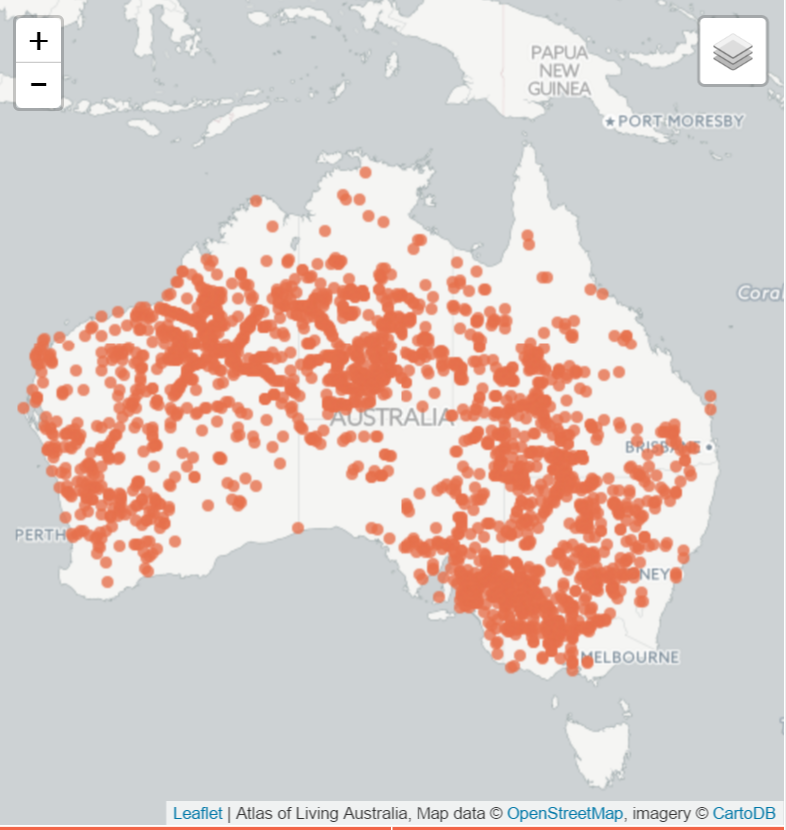 +
−
PAPUA
NEW
GUINEA
PORT MORESBY
Coral
AUSTRALIA
BRISBANE
PERTH
NEY
MELBOURNE
Leaflet | Atlas of Living Australia, Map data © OpenStreetMap, imagery © CartoDB